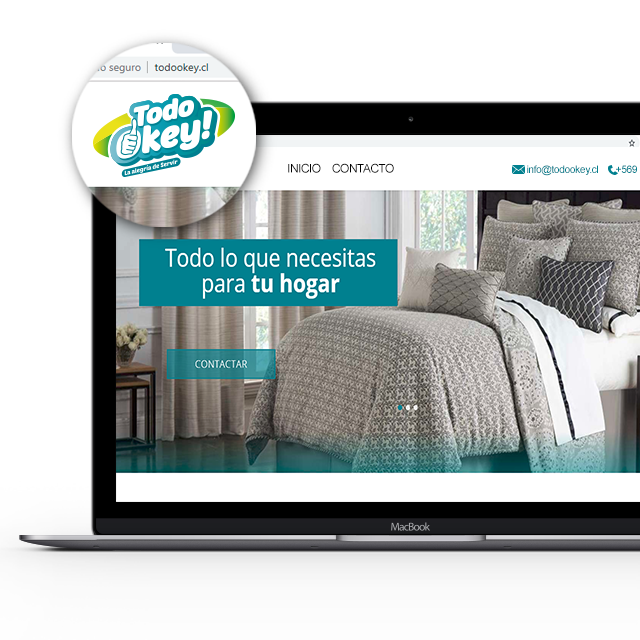 o seguro | todookey.cl
Todo
okey!
La alegría de Servir
INICIO CONTACTO
info@todookey.cl
+569
Todo lo que necesitas
para tu hogar
CONTACTAR
MacBook